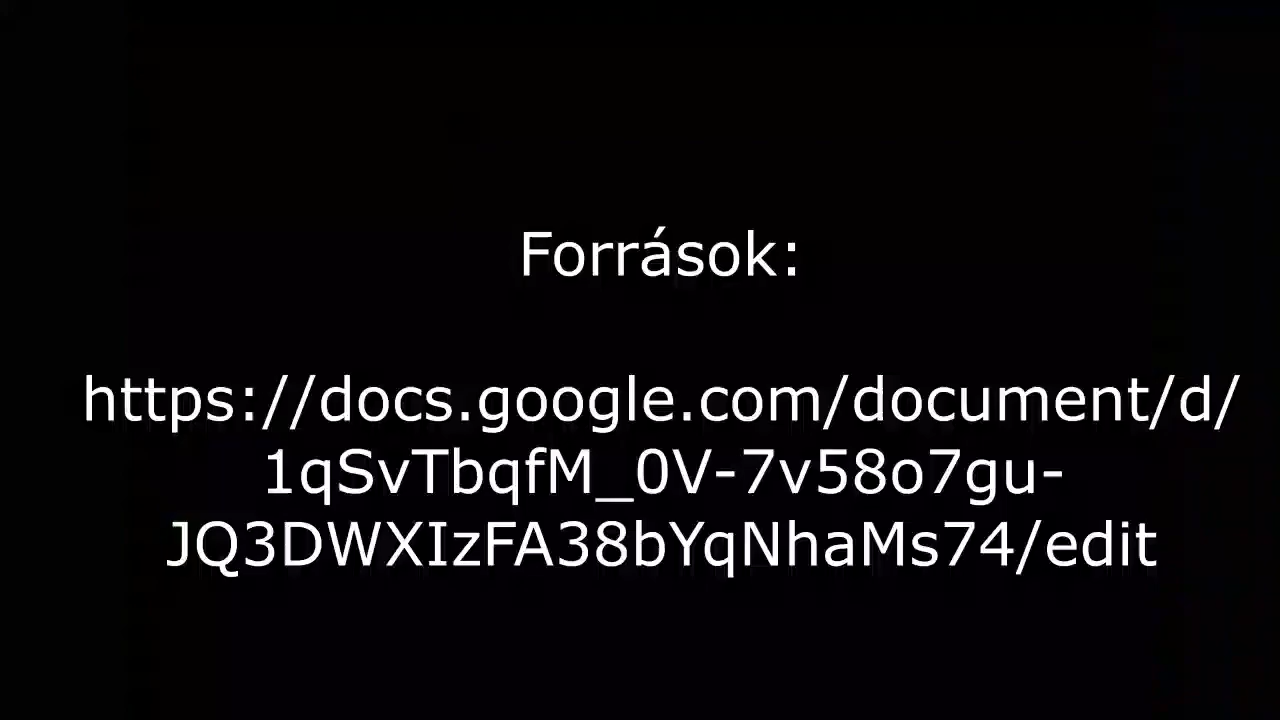 Források:
https://docs.google.com/document/d/
1qSvTbqfM_0V-7v58o7gu-
JQ3DWXIzFA38bYqNhaMs74/edit